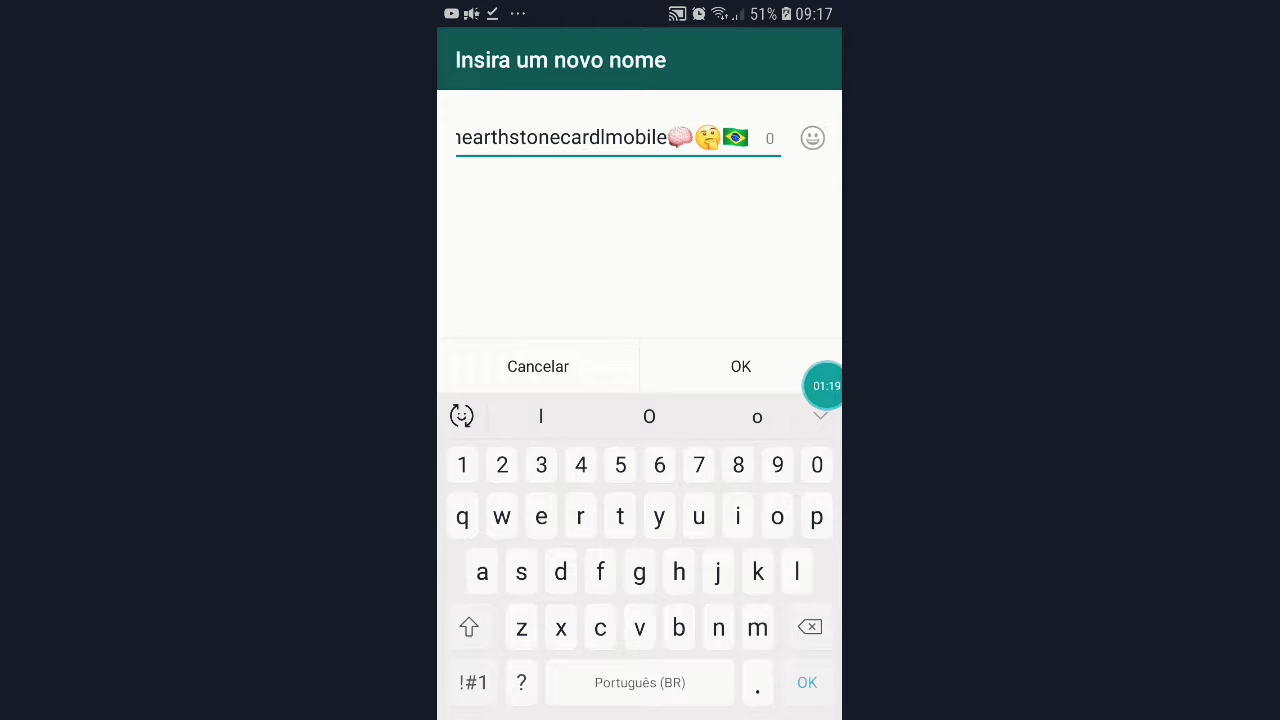 51% 09:17
Insira um novo nome
hearthstonecardlmobile🧠🤔🇧🇷 0
Cancelar OK
01:19
l O o
1 2 3 4 5 6 7 8 9 0
q w e r t y u i o p
a s d f g h j k l
z x c v b n m
!#1 ? Português (BR) . OK